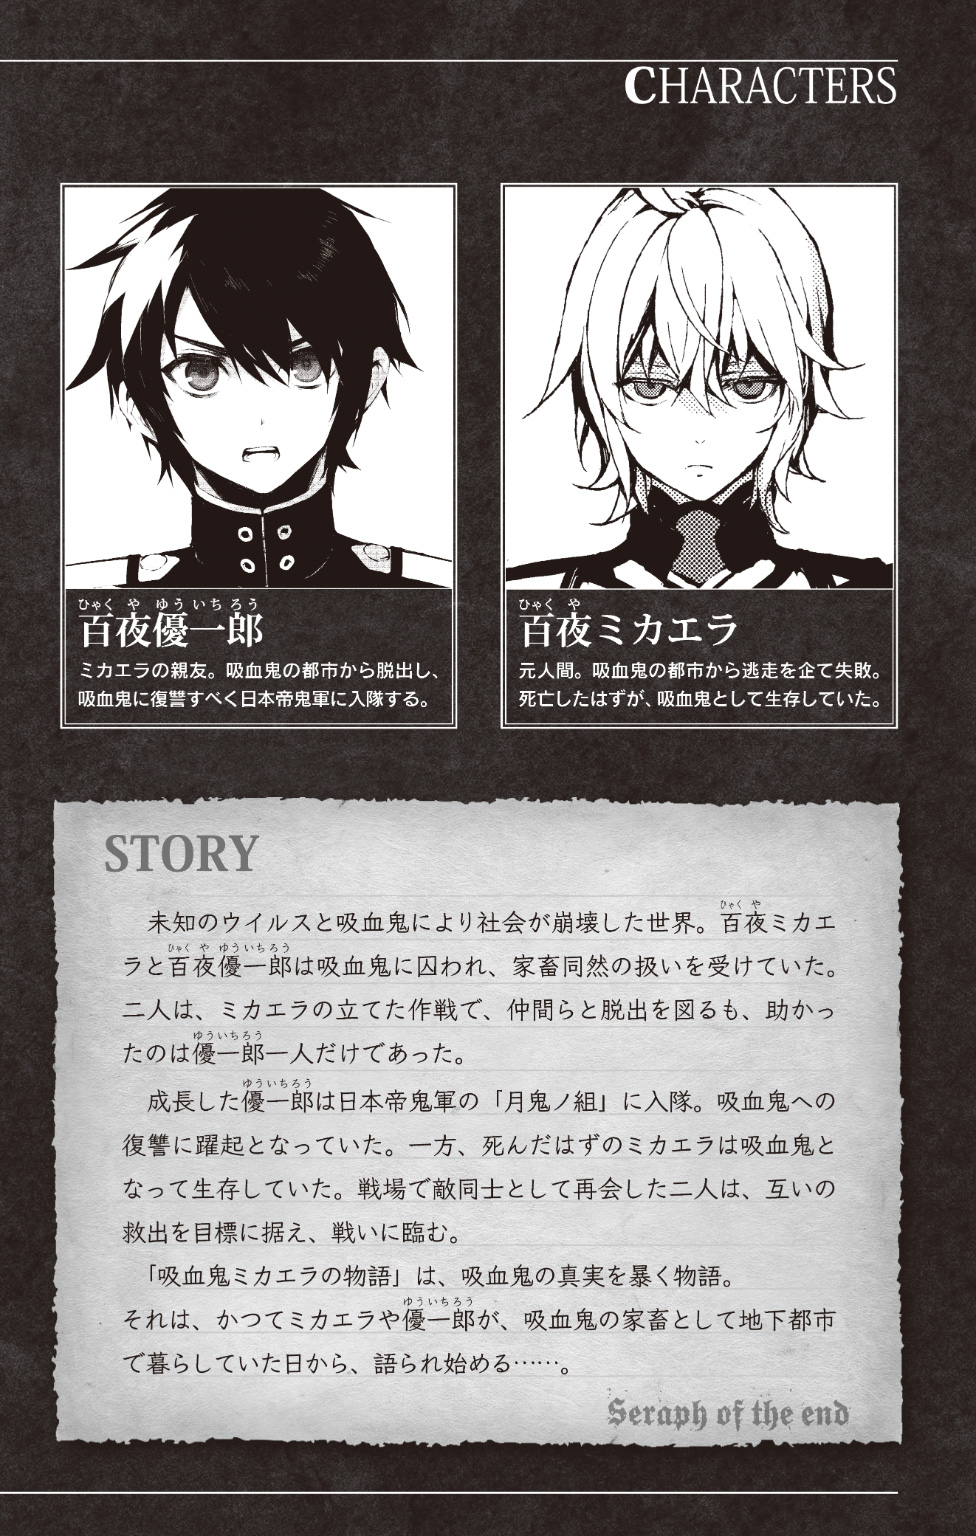 CHARACTERS
ひゃくやゆういちろう
百夜優一郎
ミカエラの親友。吸血鬼の都市から脱出し、
吸血鬼に復讐すべく日本帝鬼軍に入隊する。
ひゃくや
百夜ミカエラ
元人間。吸血鬼の都市から逃走を企て失敗。
死亡したはずが、吸血鬼として生存していた。
STORY
ひゃくや
未知のウイルスと吸血鬼により社会が崩壊した世界。百夜ミカエ
ひゃくやゆういちろう
ラと百夜優一郎は吸血鬼に囚われ、家畜同然の扱いを受けていた。
二人は、ミカエラの立てた作戦で、仲間らと脱出を図るも、助かっ
ゆういちろう
たのは優一郎一人だけであった。
ゆういちろう
成長した優一郎は日本帝鬼軍の「月鬼ノ組」に入隊。吸血鬼への
復讐に躍起となっていた。一方、死んだはずのミカエラは吸血鬼と
なって生存していた。戦場で敵同士として再会した二人は、互いの
救出を目標に据え、戦いに臨む。
「吸血鬼ミカエラの物語」は、吸血鬼の真実を暴く物語。
ゆういちろう
それは、かつてミカエラや優一郎が、吸血鬼の家畜として地下都市
で暮らしていた日から、語られ始める……。
Seraph of the end